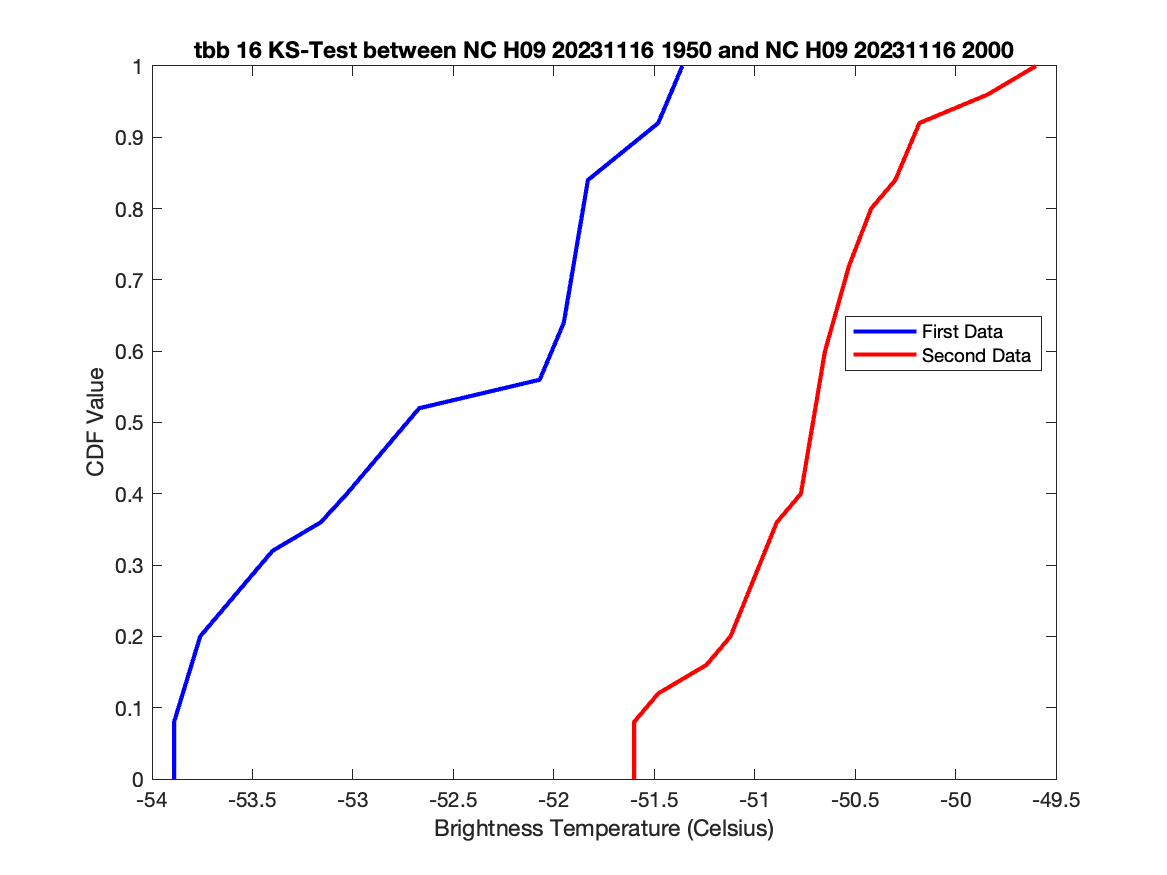 tbb 16 KS-Test between NC H09 20231116 1950 and NC H09 20231116 2000
1
0.9
0.8
0.7
0.6
0.5
0.4
0.3
0.2
0.1
0
CDF Value
First Data
Second Data
-54 -53.5 -53 -52.5 -52 -51.5 -51 -50.5 -50 -49.5
Brightness Temperature (Celsius)